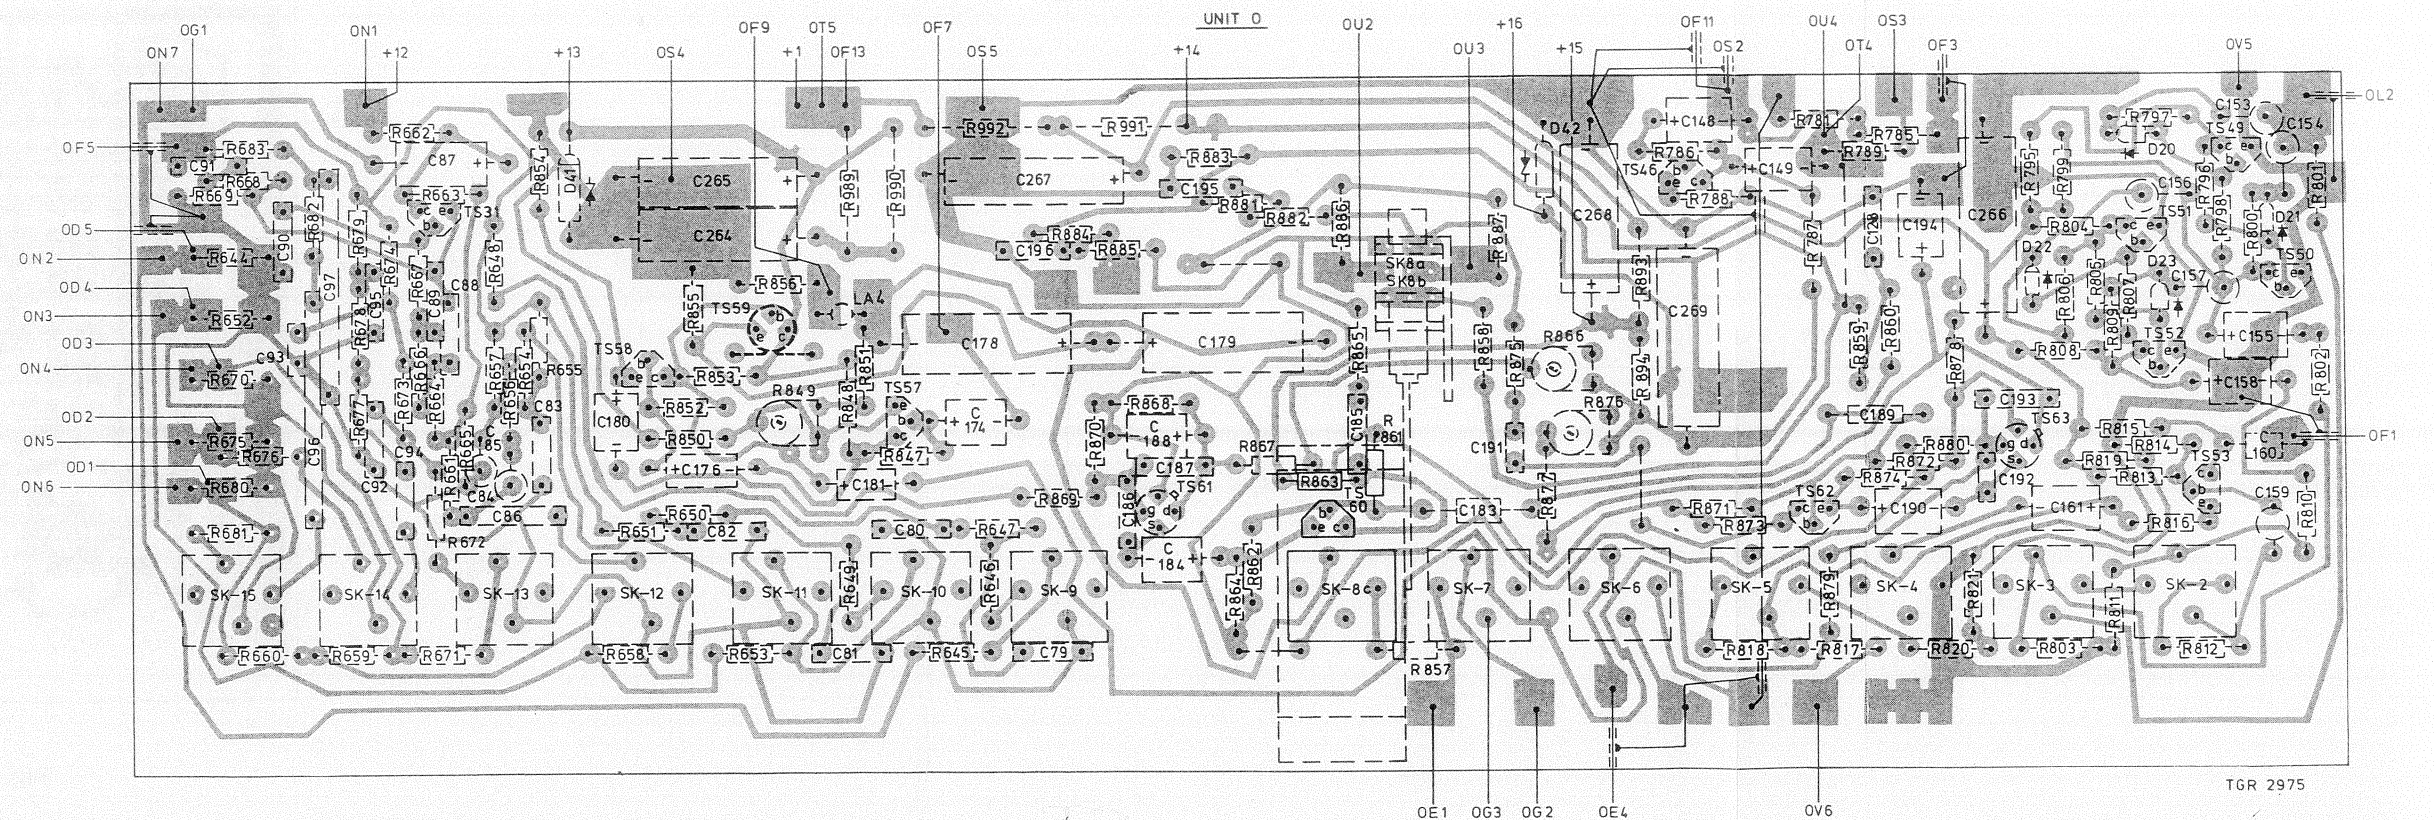 UNIT O
OG1 ON1 OF9 OT5 OF7 OU2 +16 OF11 OU4 OS3
ON7 +12 +13 OS4 +1 OF13 OS5 +14 OU3 +15 OS2 OT4 OF3 OV5
OL2
OF5
OD5
ON2
OD4
ON3
OD3
ON4
OD2
ON5
OD1
ON6
OF1
R662 C87 R663 TS31 R854 D41
R683 C91 R668 R669 C90 R682 C97 R679 R674
R644 R652 C93 R670 R675 R676 R680 R681
R678 C95 R667 C89 C88 R648
R677 R673 R666 R664 R657 R656 R654 R655 C83
C96 C92 C94 R661 R665 C85 C84 C86 R672
C265 C264 R989 R990 R992 R991 C267
R855 R856 TS59 b e c LA4
TS58 b e c R853 R852 R850 R849 R848 R851 TS57 e b c R847
C180 C176 C181 C174 C178 C179
R650 R651 C82 C80 R647 R869
R883 C195 R881 R882 R884 R885 C196 R886
SK8a
SK8b
R887 R858 R875 R866 R876 R877 R865 C185 R861
R868 R870 C188 C187 C186 TS61 g d s C184
R867 R863 TS60 b e c R862 R864
C183 C191
D42 C148 R786 TS46 b e c R788 C149 R781 R789 R785
C268 C269 R893 R894 R787 C128 C194 C266
R859 R860 R878 C189 C193 C192 TS63 g d s
R880 R872 R874 R871 R873 TS62 b e c C190 C161
R795 R799 R797 D20 C153 TS49 C154 R796 R801
C156 TS51 c e b R798 R800 D21 TS50 c e b
R804 D22 R805 R806 R807 R809 D23 C157 TS52 c e b
R808 C155 C158 R802
R815 R814 R819 R813 R816 TS53 c b e C160 C159 R810
SK-15 SK-14 SK-13 SK-12 SK-11 R649 SK-10 R646 SK-9 SK-8c SK-7 SK-6 SK-5 R879 SK-4 R821 SK-3 R811 SK-2
R660 R659 R671 R658 R653 C81 R645 C79 R857 R818 R817 R820 R803 R812
TGR 2975
OE1 OG3 OG2 OE4 OV6